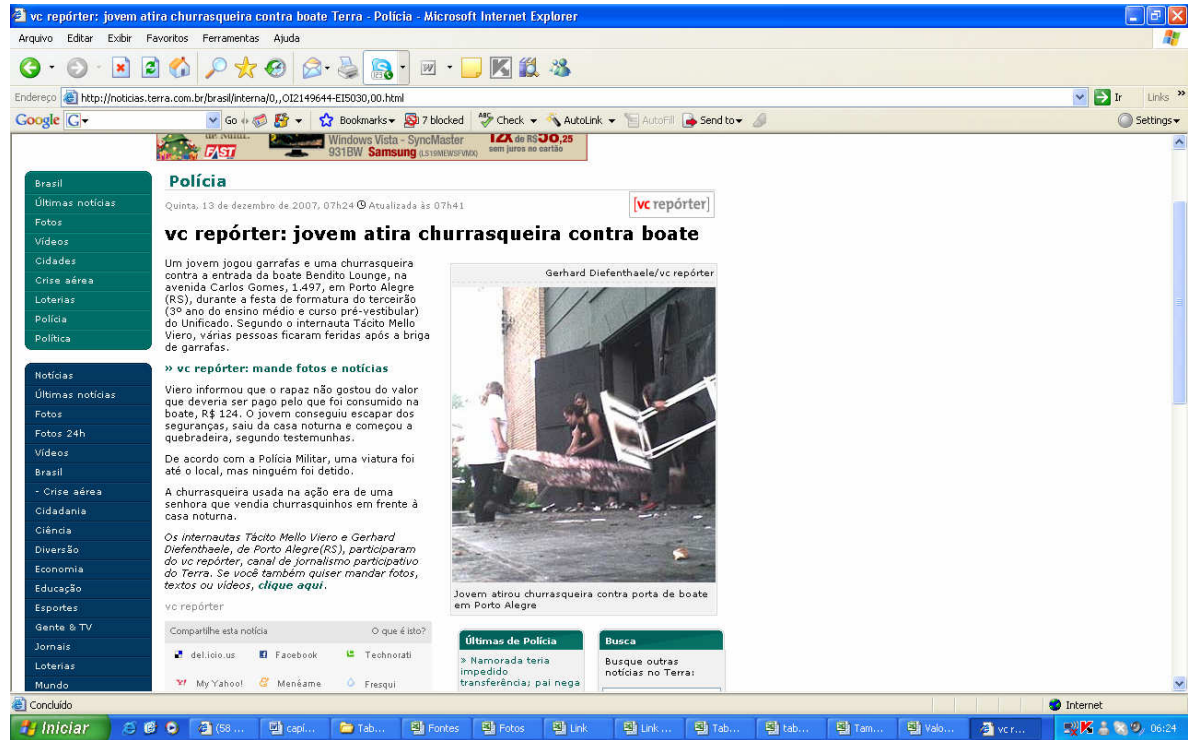 vc repórter: jovem atira churrasqueira contra boate Terra - Polícia - Microsoft Internet Explorer
Arquivo Editar Exibir Favoritos Ferramentas Ajuda
Endereço http://noticias.terra.com.br/brasil/interna/0,,OI2149644-EI5030,00.html Ir Links »
Google G Go Bookmarks 7 blocked Check AutoLink AutoFill Send to Settings
FAST Windows Vista - SyncMaster 12X de R$58,25
931BW Samsung (LS19MEWSFVMX) sem juros no cartão
Brasil
Últimas notícias
Fotos
Vídeos
Cidades
Crise aérea
Loterias
Polícia
Política
Notícias
Últimas notícias
Fotos
Fotos 24h
Vídeos
Brasil
- Crise aérea
Cidadania
Ciência
Diversão
Economia
Educação
Esportes
Gente & TV
Jornais
Loterias
Mundo
Polícia
Quinta, 13 de dezembro de 2007, 07h24 Atualizada às 07h41
[vc repórter]
vc repórter: jovem atira churrasqueira contra boate
Um jovem jogou garrafas e uma churrasqueira
contra a entrada da boate Bendito Lounge, na
avenida Carlos Gomes, 1.497, em Porto Alegre
(RS), durante a festa de formatura do terceirão
(3º ano do ensino médio e curso pré-vestibular)
do Unificado. Segundo o internauta Tácito Mello
Viero, várias pessoas ficaram feridas após a briga
de garrafas.
» vc repórter: mande fotos e notícias
Viero informou que o rapaz não gostou do valor
que deveria ser pago pelo que foi consumido na
boate, R$ 124. O jovem conseguiu escapar dos
seguranças, saiu da casa noturna e começou a
quebradeira, segundo testemunhas.
De acordo com a Polícia Militar, uma viatura foi
até o local, mas ninguém foi detido.
A churrasqueira usada na ação era de uma
senhora que vendia churrasquinhos em frente à
casa noturna.
Os internautas Tácito Mello Viero e Gerhard
Diefenthaele, de Porto Alegre(RS), participaram
do vc repórter, canal de jornalismo participativo
do Terra. Se você também quiser mandar fotos,
textos ou vídeos, clique aqui.
vc repórter
Compartilhe esta notícia O que é isto?
del.icio.us Facebook Technorati
My Yahoo! Menéame Fresqui
Gerhard Diefenthaele/vc repórter
Jovem atirou churrasqueira contra porta de boate
em Porto Alegre
Últimas de Polícia
» Namorada teria
impedido
transferência; pai nega
Busca
Busque outras
notícias no Terra:
Concluído Internet
Iniciar (58 ... capí... Tab... Fontes Fotos Link Link ... Tab... tab... Tam... Valo... vc r... 06:24